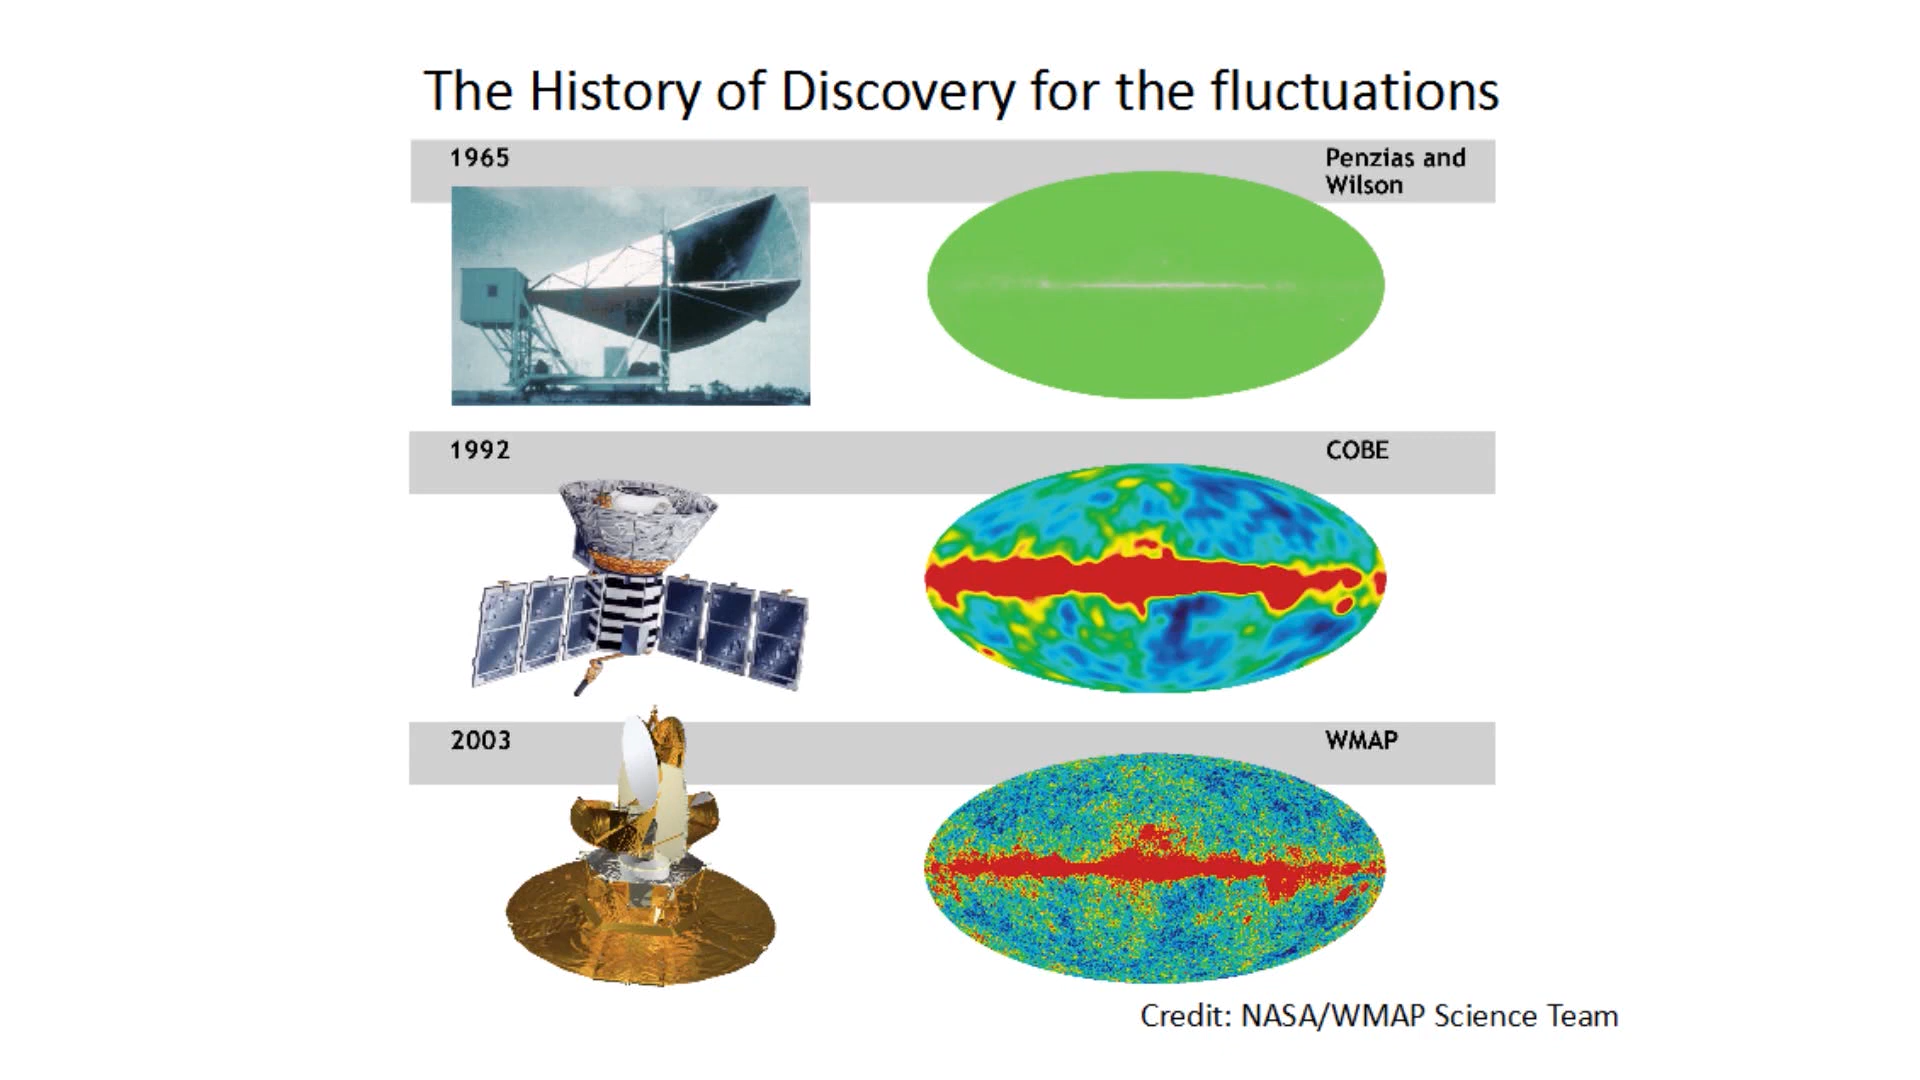 The History of Discovery for the fluctuations
1965
Penzias and
Wilson
1992
COBE
2003
WMAP
Credit: NASA/WMAP Science Team